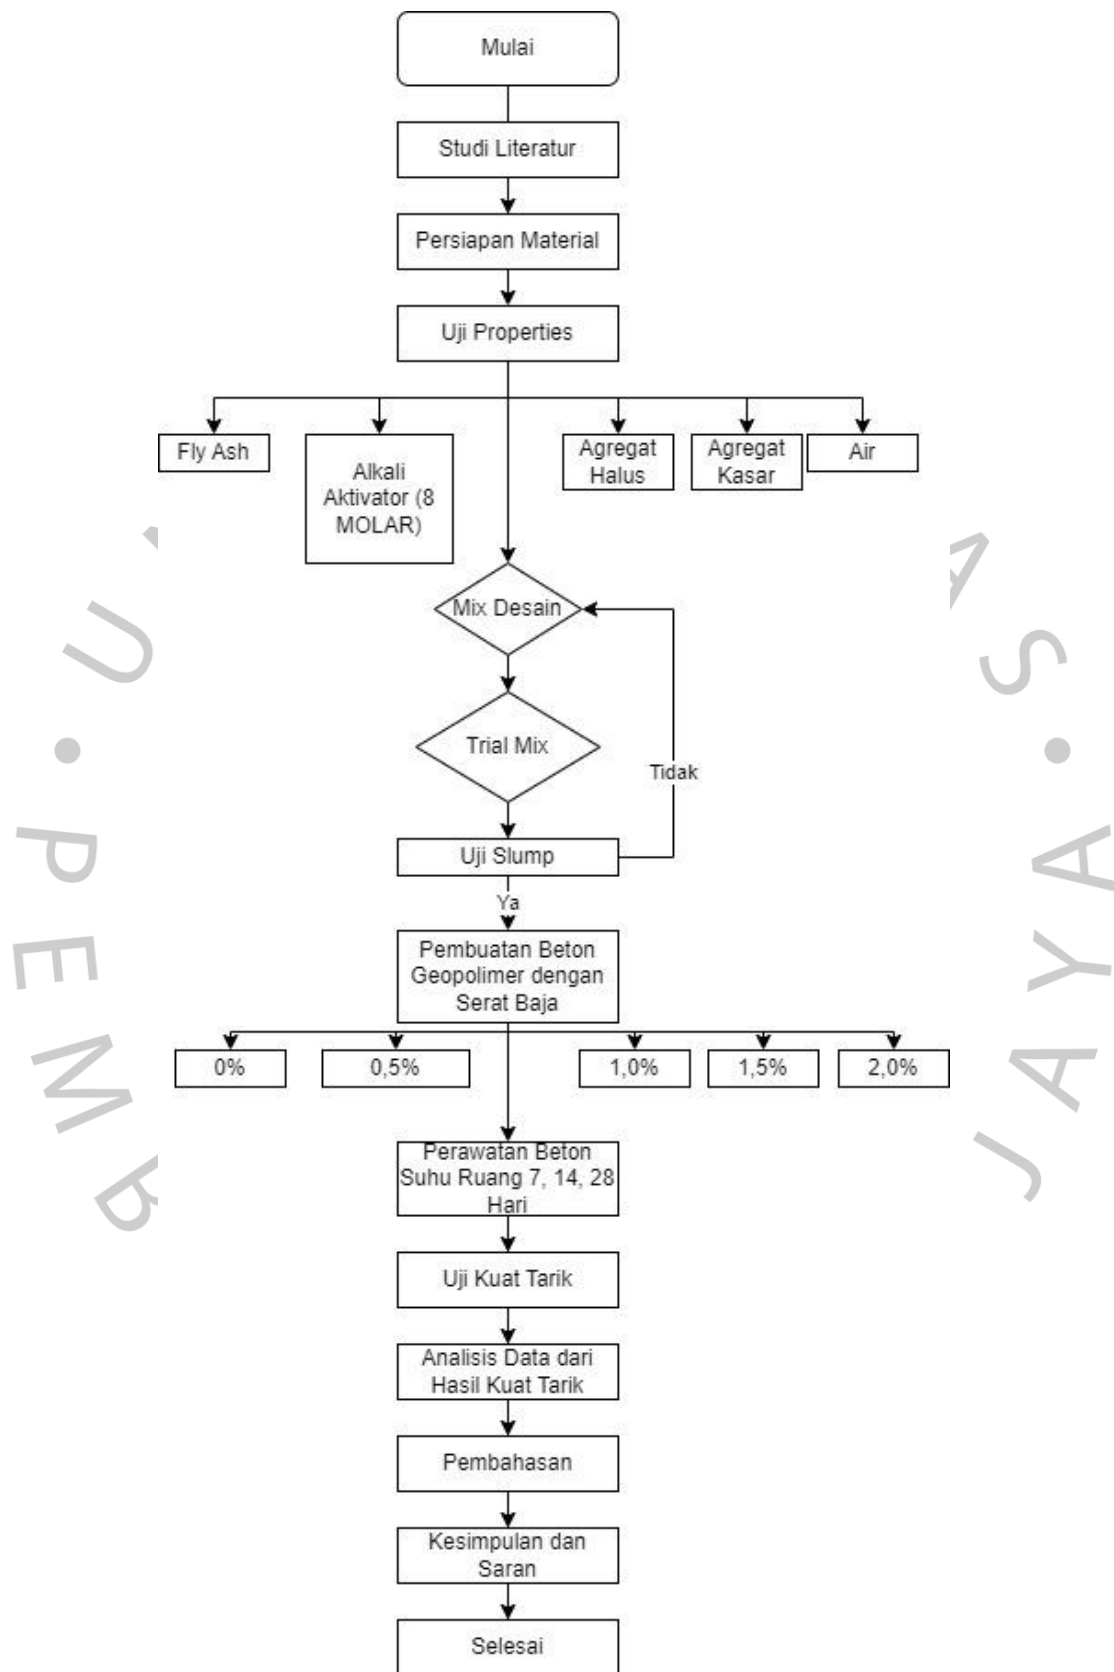 Mulai
Studi Literatur
Persiapan Material
Uji Properties
Fly Ash
Alkali
Aktivator (8
MOLAR)
Agregat
Halus
Agregat
Kasar
Air
Mix Desain
Trial Mix
Tidak
Uji Slump
Ya
Pembuatan Beton
Geopolimer dengan
Serat Baja
0%
0,5%
1,0%
1,5%
2,0%
Perawatan Beton
Suhu Ruang 7, 14, 28
Hari
Uji Kuat Tarik
Analisis Data dari
Hasil Kuat Tarik
Pembahasan
Kesimpulan dan
Saran
Selesai
JAYA